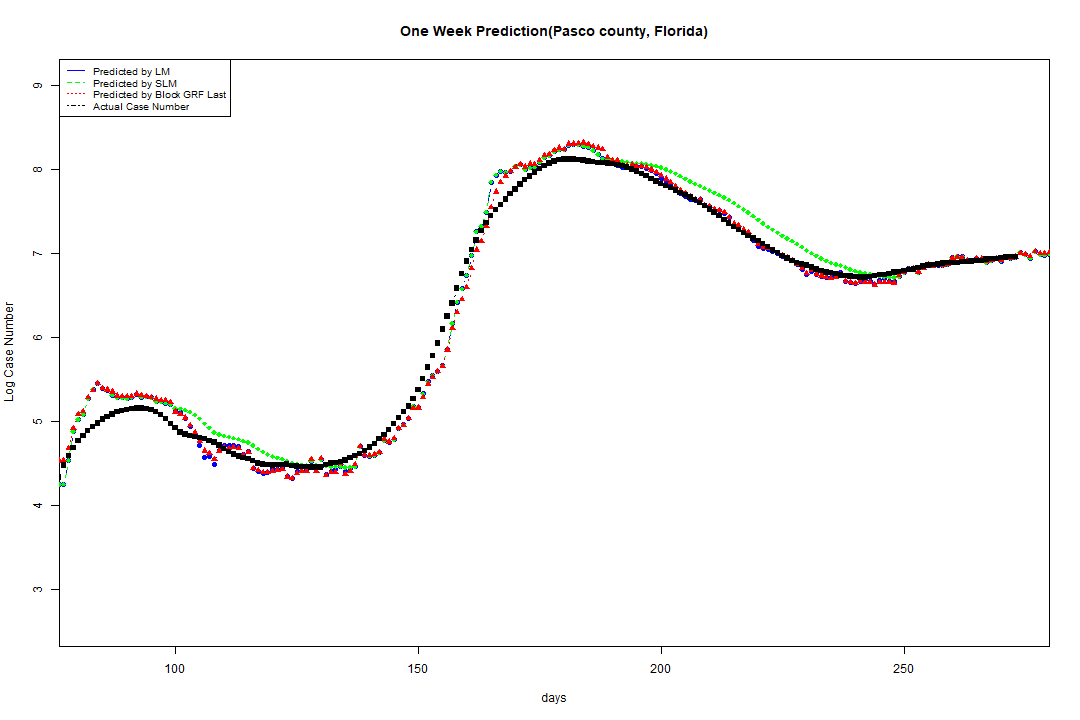 One Week Prediction(Pasco county, Florida)
Predicted by LM
Predicted by SLM
Predicted by Block GRF Last
Actual Case Number
9
8
7
6
5
4
3
Log Case Number
100 150 200 250
days